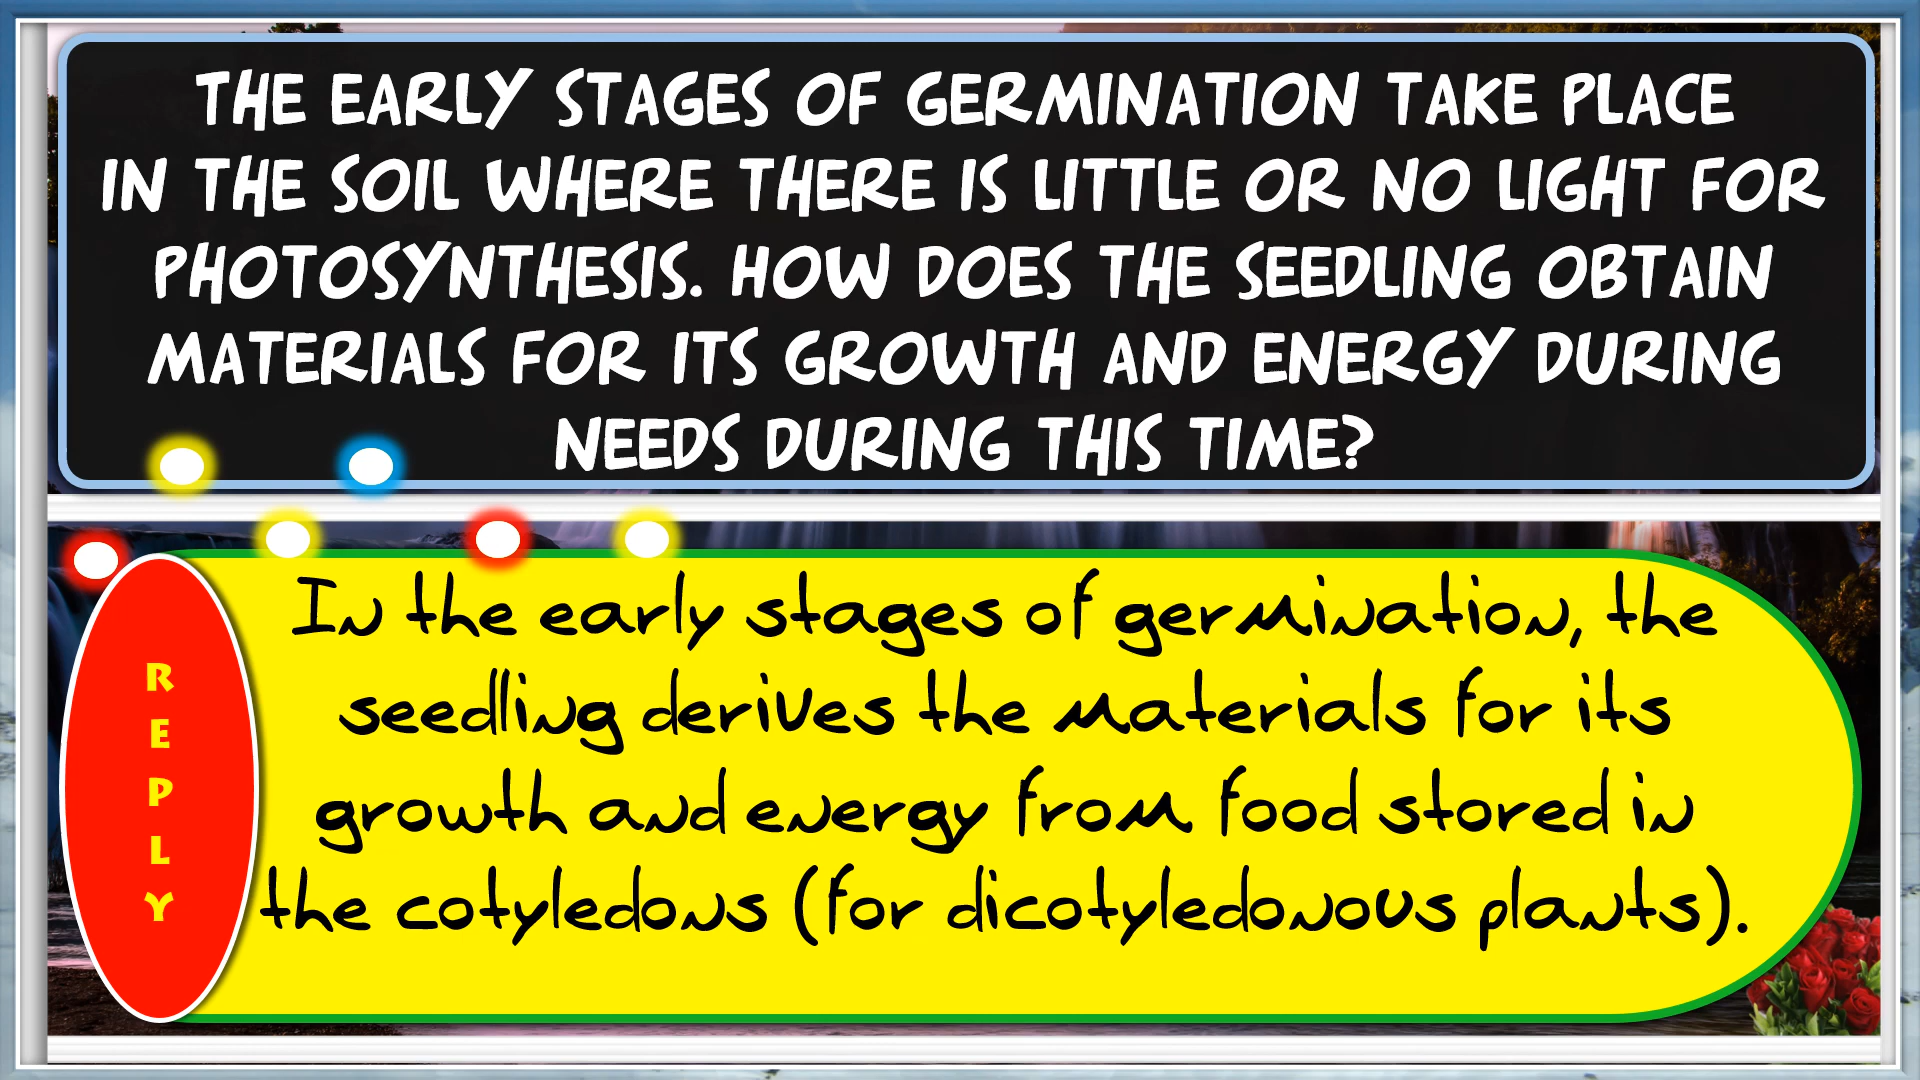 THE EARLY STAGES OF GERMINATION TAKE PLACE
IN THE SOIL WHERE THERE IS LITTLE OR NO LIGHT FOR
PHOTOSYNTHESIS. HOW DOES THE SEEDLING OBTAIN
MATERIALS FOR ITS GROWTH AND ENERGY DURING
NEEDS DURING THIS TIME?
REPLY
In the early stages of germination, the
seedling derives the materials for its
growth and energy from food stored in
the cotyledons (for dicotyledonous plants).